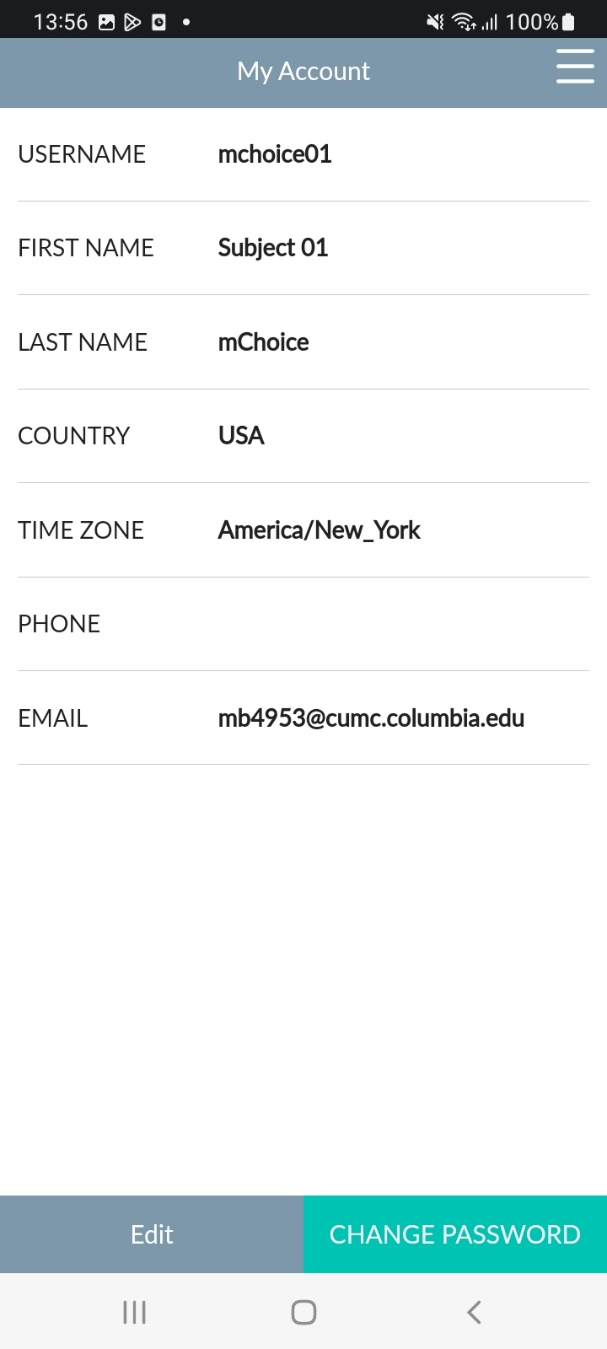 13:56 100%
My Account
USERNAME mchoice01
FIRST NAME Subject 01
LAST NAME mChoice
COUNTRY USA
TIME ZONE America/New_York
PHONE
EMAIL mb4953@cumc.columbia.edu
Edit CHANGE PASSWORD